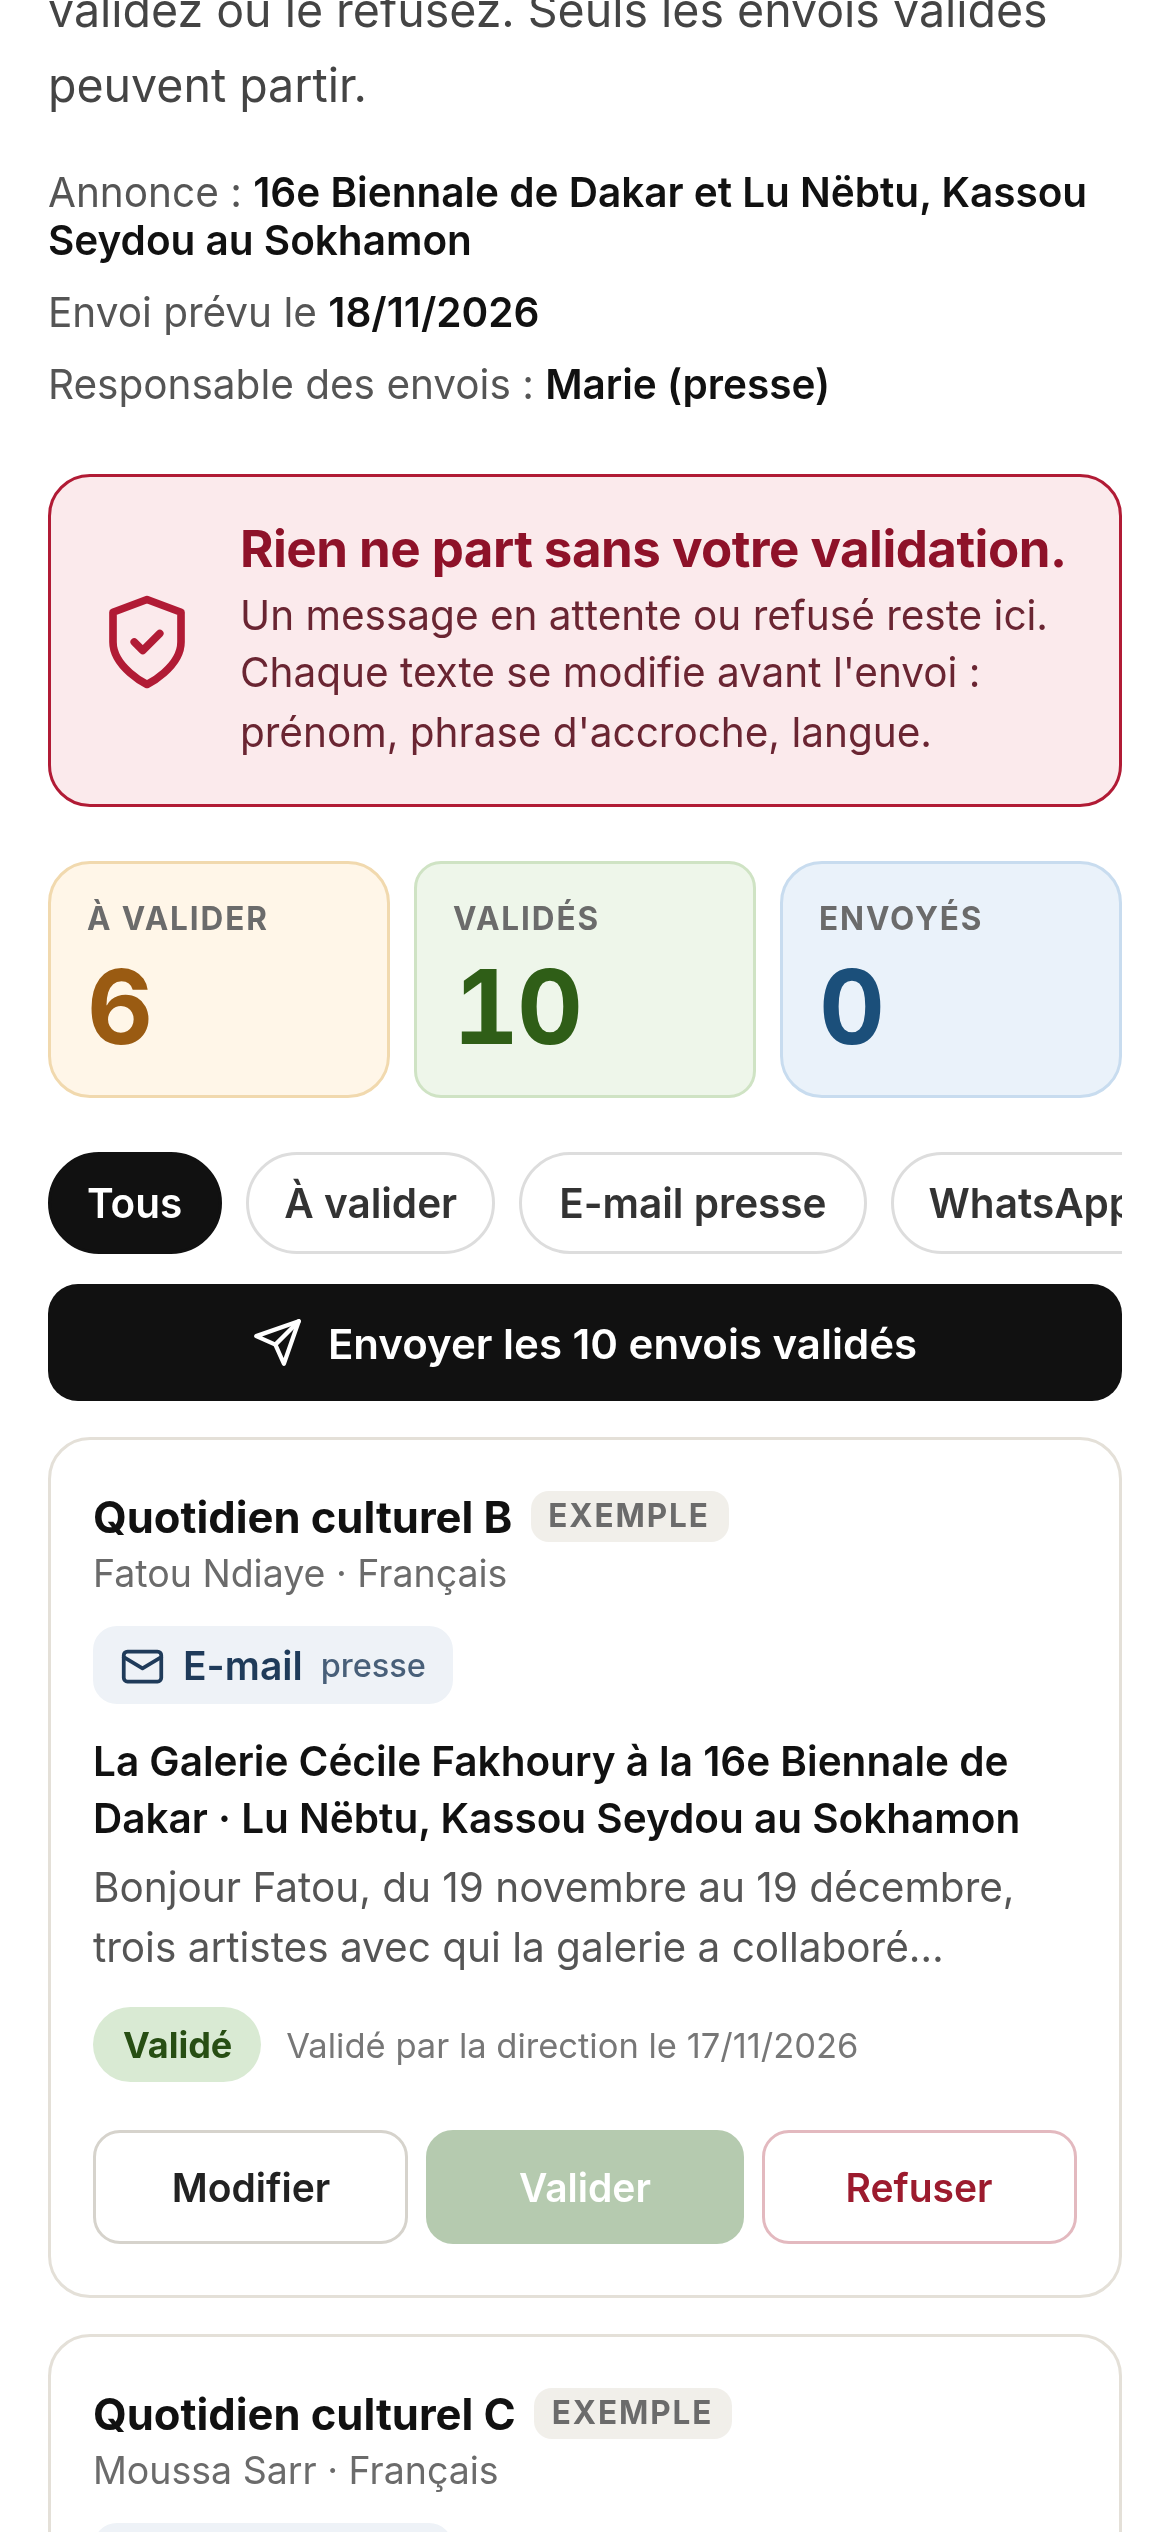 validez ou le refusez. Seuls les envois validés
peuvent partir.
Annonce : 16e Biennale de Dakar et Lu Nëbtu, Kassou
Seydou au Sokhamon
Envoi prévu le 18/11/2026
Responsable des envois : Marie (presse)
Rien ne part sans votre validation.
Un message en attente ou refusé reste ici.
Chaque texte se modifie avant l'envoi :
prénom, phrase d'accroche, langue.
À VALIDER
6
VALIDÉS
10
ENVOYÉS
0
Tous
À valider
E-mail presse
WhatsApp
Envoyer les 10 envois validés
Quotidien culturel B EXEMPLE
Fatou Ndiaye · Français
E-mail presse
La Galerie Cécile Fakhoury à la 16e Biennale de
Dakar · Lu Nëbtu, Kassou Seydou au Sokhamon
Bonjour Fatou, du 19 novembre au 19 décembre,
trois artistes avec qui la galerie a collaboré...
Validé Validé par la direction le 17/11/2026
Modifier
Valider
Refuser
Quotidien culturel C EXEMPLE
Moussa Sarr · Français